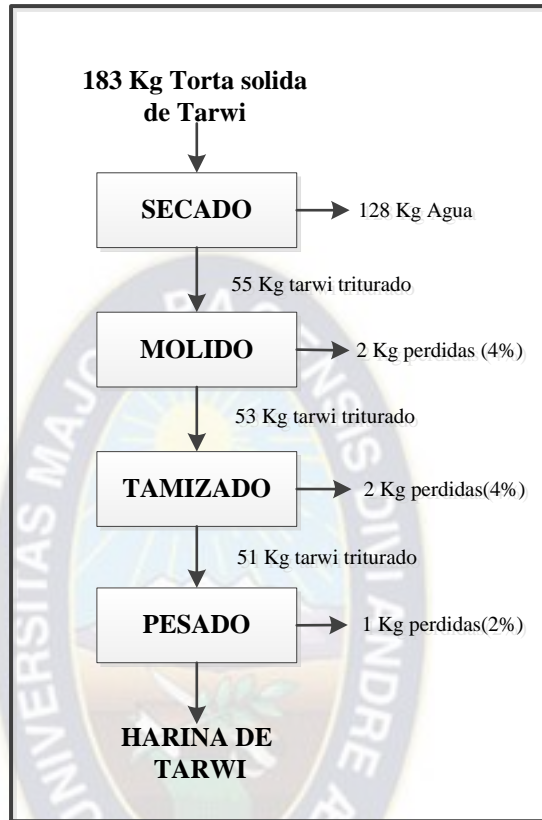 183 Kg Torta solida
de Tarwi
SECADO
128 Kg Agua
55 Kg tarwi triturado
MOLIDO
2 Kg perdidas (4%)
53 Kg tarwi triturado
TAMIZADO
2 Kg perdidas(4%)
51 Kg tarwi triturado
PESADO
1 Kg perdidas(2%)
HARINA DE
TARWI